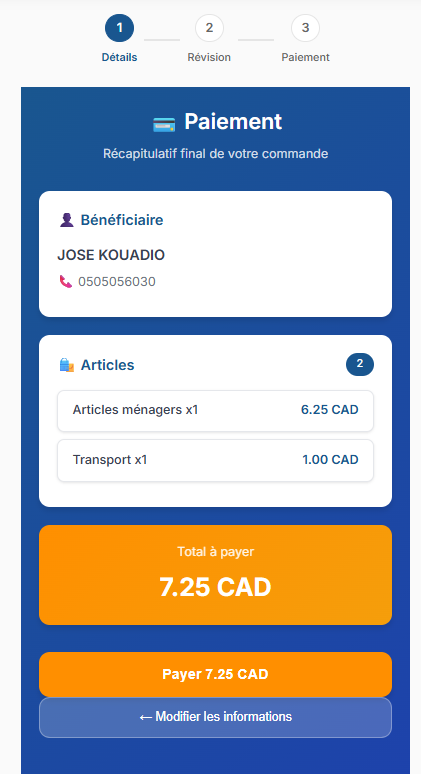 1 2 3
Détails Révision Paiement
Paiement
Récapitulatif final de votre commande
Bénéficiaire
JOSE KOUADIO
0505056030
Articles 2
Articles ménagers x1 6.25 CAD
Transport x1 1.00 CAD
Total à payer
7.25 CAD
Payer 7.25 CAD
← Modifier les informations